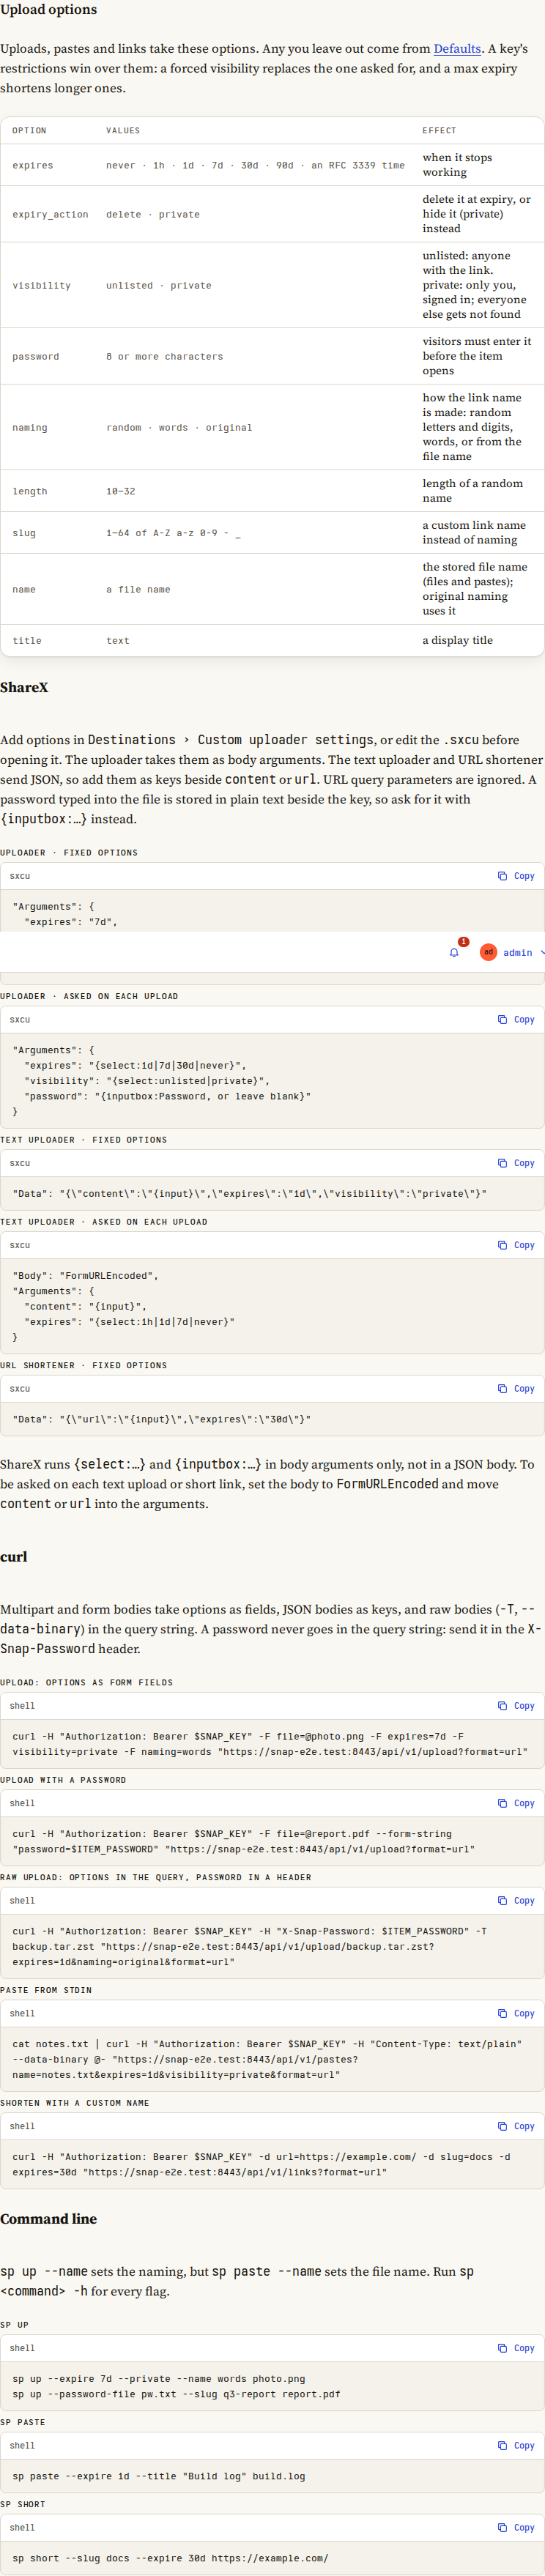 Upload options
Uploads, pastes and links take these options. Any you leave out come from Defaults. A key's
restrictions win over them: a forced visibility replaces the one asked for, and a max expiry
shortens longer ones.
OPTION VALUES EFFECT
expires never · 1h · 1d · 7d · 30d · 90d · an RFC 3339 time when it stops
working
expiry_action delete · private delete it at expiry, or
hide it (private)
instead
visibility unlisted · private unlisted: anyone
with the link.
private: only you,
signed in; everyone
else gets not found
password 8 or more characters visitors must enter it
before the item
opens
naming random · words · original how the link name
is made: random
letters and digits,
words, or from the
file name
length 10–32 length of a random
name
slug 1–64 of A-Z a-z 0-9 - _ a custom link name
instead of naming
name a file name the stored file name
(files and pastes);
original naming
uses it
title text a display title
ShareX
Add options in Destinations › Custom uploader settings, or edit the .sxcu before
opening it. The uploader takes them as body arguments. The text uploader and URL shortener
send JSON, so add them as keys beside content or url. URL query parameters are ignored. A
password typed into the file is stored in plain text beside the key, so ask for it with
{inputbox:…} instead.
UPLOADER · FIXED OPTIONS
sxcu Copy
"Arguments": {
"expires": "7d",
1 ad admin
UPLOADER · ASKED ON EACH UPLOAD
sxcu Copy
"Arguments": {
"expires": "{select:1d|7d|30d|never}",
"visibility": "{select:unlisted|private}",
"password": "{inputbox:Password, or leave blank}"
}
TEXT UPLOADER · FIXED OPTIONS
sxcu Copy
"Data": "{\"content\":\"{input}\",\"expires\":\"1d\",\"visibility\":\"private\"}"
TEXT UPLOADER · ASKED ON EACH UPLOAD
sxcu Copy
"Body": "FormURLEncoded",
"Arguments": {
"content": "{input}",
"expires": "{select:1h|1d|7d|never}"
}
URL SHORTENER · FIXED OPTIONS
sxcu Copy
"Data": "{\"url\":\"{input}\",\"expires\":\"30d\"}"
ShareX runs {select:…} and {inputbox:…} in body arguments only, not in a JSON body. To
be asked on each text upload or short link, set the body to FormURLEncoded and move
content or url into the arguments.
curl
Multipart and form bodies take options as fields, JSON bodies as keys, and raw bodies (-T, --
data-binary) in the query string. A password never goes in the query string: send it in the X-
Snap-Password header.
UPLOAD: OPTIONS AS FORM FIELDS
shell Copy
curl -H "Authorization: Bearer $SNAP_KEY" -F file=@photo.png -F expires=7d -F
visibility=private -F naming=words "https://snap-e2e.test:8443/api/v1/upload?format=url"
UPLOAD WITH A PASSWORD
shell Copy
curl -H "Authorization: Bearer $SNAP_KEY" -F file=@report.pdf --form-string
"password=$ITEM_PASSWORD" "https://snap-e2e.test:8443/api/v1/upload?format=url"
RAW UPLOAD: OPTIONS IN THE QUERY, PASSWORD IN A HEADER
shell Copy
curl -H "Authorization: Bearer $SNAP_KEY" -H "X-Snap-Password: $ITEM_PASSWORD" -T
backup.tar.zst "https://snap-e2e.test:8443/api/v1/upload/backup.tar.zst?
expires=1d&naming=original&format=url"
PASTE FROM STDIN
shell Copy
cat notes.txt | curl -H "Authorization: Bearer $SNAP_KEY" -H "Content-Type: text/plain"
--data-binary @- "https://snap-e2e.test:8443/api/v1/pastes?
name=notes.txt&expires=1d&visibility=private&format=url"
SHORTEN WITH A CUSTOM NAME
shell Copy
curl -H "Authorization: Bearer $SNAP_KEY" -d url=https://example.com/ -d slug=docs -d
expires=30d "https://snap-e2e.test:8443/api/v1/links?format=url"
Command line
sp up --name sets the naming, but sp paste --name sets the file name. Run sp
<command> -h for every flag.
SP UP
shell Copy
sp up --expire 7d --private --name words photo.png
sp up --password-file pw.txt --slug q3-report report.pdf
SP PASTE
shell Copy
sp paste --expire 1d --title "Build log" build.log
SP SHORT
shell Copy
sp short --slug docs --expire 30d https://example.com/